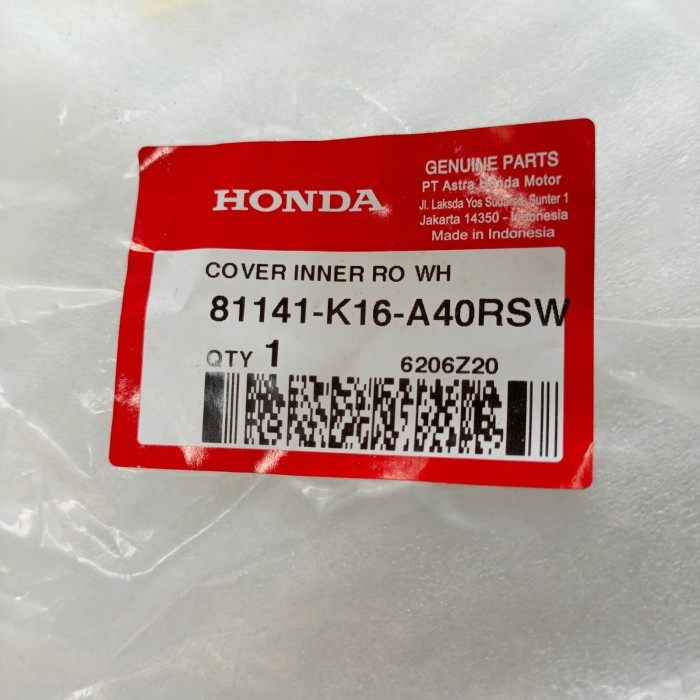 HONDA
GENUINE PARTS
PT Astra Honda Motor
Jl. Laksda Yos Sudarso, Sunter 1
Jakarta 14350 - Indonesia
Made in Indonesia
COVER INNER RO WH
81141-K16-A40RSW
QTY 1
6206Z20